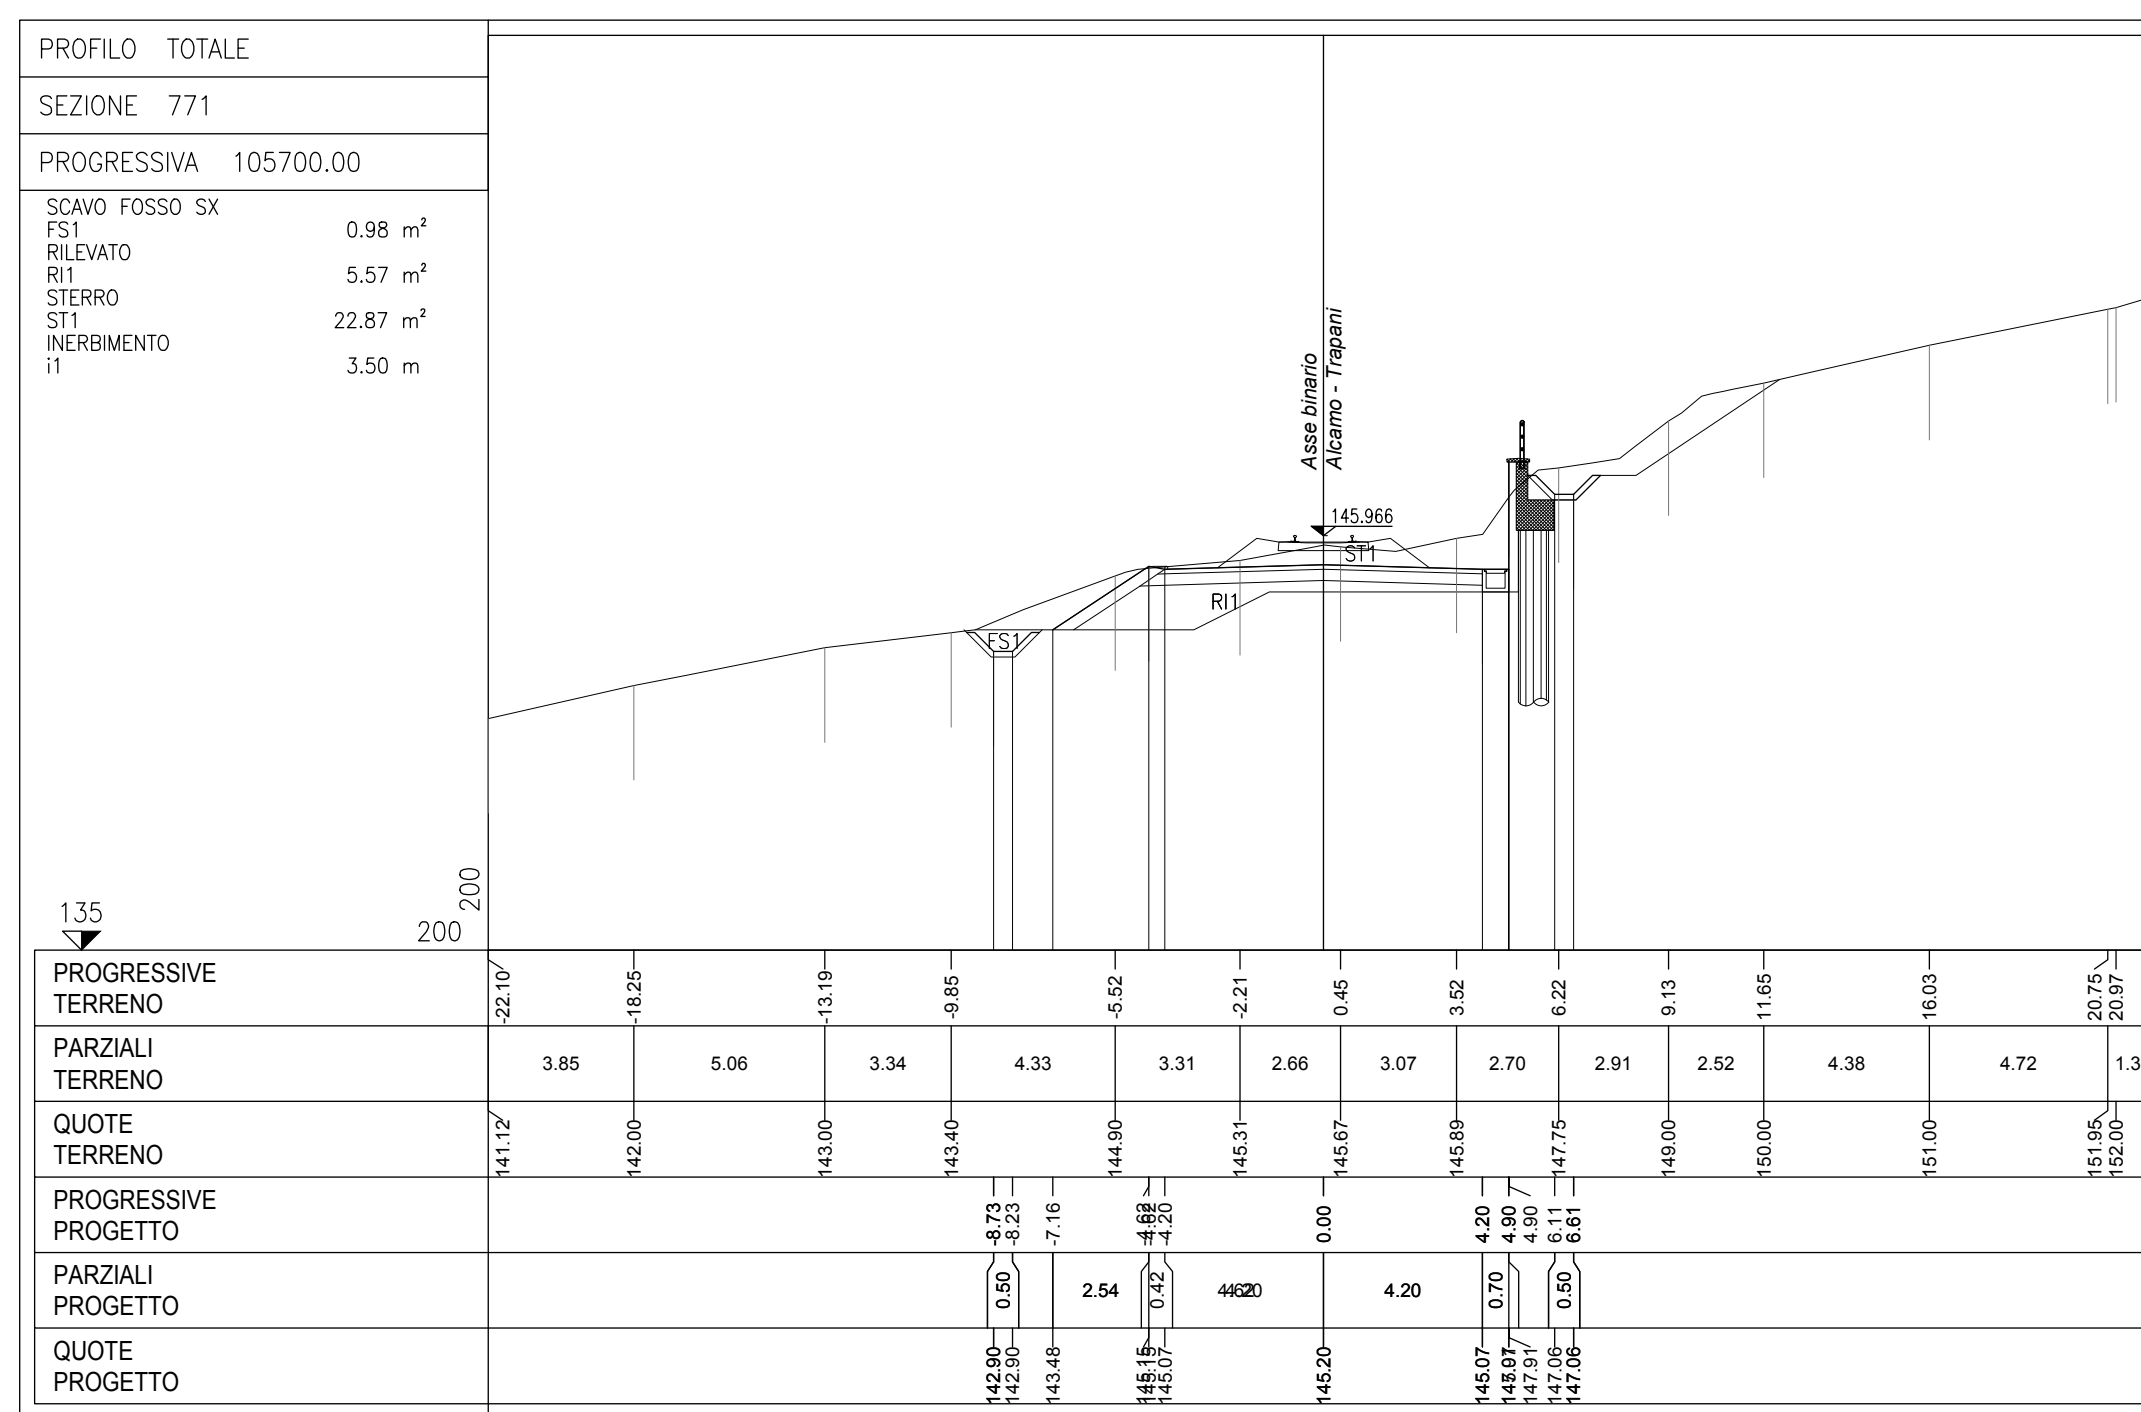 PROFILO TOTALE
SEZIONE 771
PROGRESSIVA 105700.00
SCAVO FOSSO SX
FS1 0.98 m²
RILEVATO
RI1 5.57 m²
STERRO
ST1 22.87 m²
INERBIMENTO
i1 3.50 m
Asse binario
Alcamo - Trapani
145.966
ST1
RI1
FS1
135
200
200
PROGRESSIVE
TERRENO
-22.10 -18.25 -13.19 -9.85 -5.52 -2.21 0.45 3.52 6.22 9.13 11.65 16.03 20.75 20.97
PARZIALI
TERRENO
3.85 5.06 3.34 4.33 3.31 2.66 3.07 2.70 2.91 2.52 4.38 4.72 1.3
QUOTE
TERRENO
141.12 142.00 143.00 143.40 144.90 145.31 145.67 145.89 147.75 149.00 150.00 151.00 151.95 152.00
PROGRESSIVE
PROGETTO
-8.73 -8.23 -7.16 -4.62 -4.20 0.00 4.20 4.90 4.90 6.11 6.61
PARZIALI
PROGETTO
0.50 2.54 0.42 4.20 0.70 0.50
QUOTE
PROGETTO
142.90 142.90 143.48 145.15 145.07 145.20 145.07 147.91 147.06 147.06